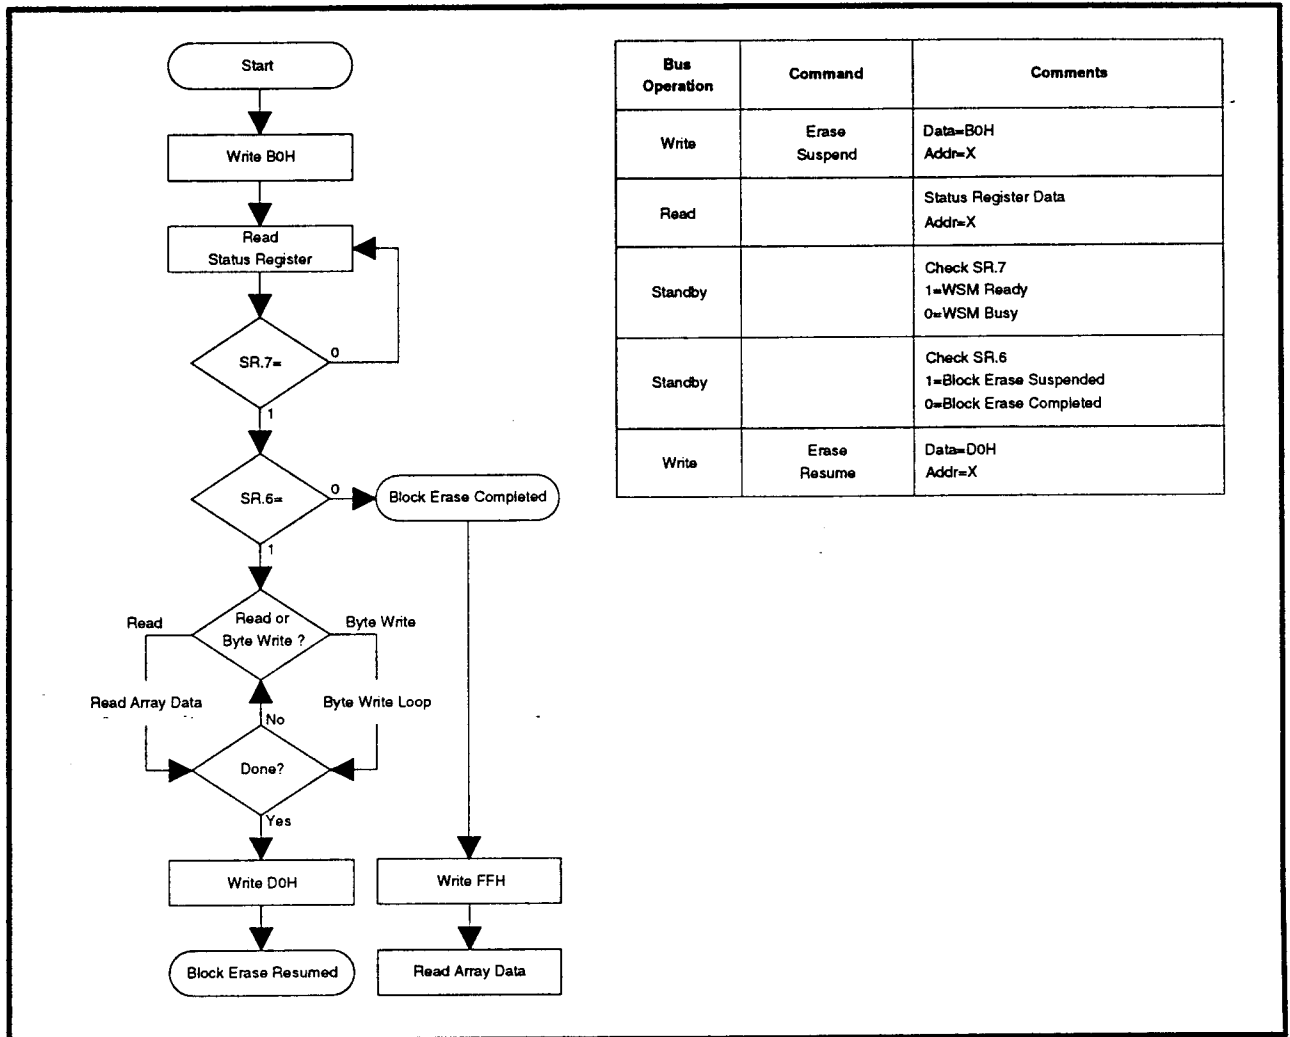 Start
Write B0H
Read
Status Register
SR.7=
0
1
SR.6=
0
Block Erase Completed
1
Read or
Byte Write ?
Read
Byte Write
Read Array Data
Byte Write Loop
No
Done?
Yes
Write D0H
Write FFH
Block Erase Resumed
Read Array Data
Bus
Operation
Command
Comments
Write
Erase
Suspend
Data=B0H
Addr=X
Read
Status Register Data
Addr=X
Standby
Check SR.7
1=WSM Ready
0=WSM Busy
Standby
Check SR.6
1=Block Erase Suspended
0=Block Erase Completed
Write
Erase
Resume
Data=D0H
Addr=X